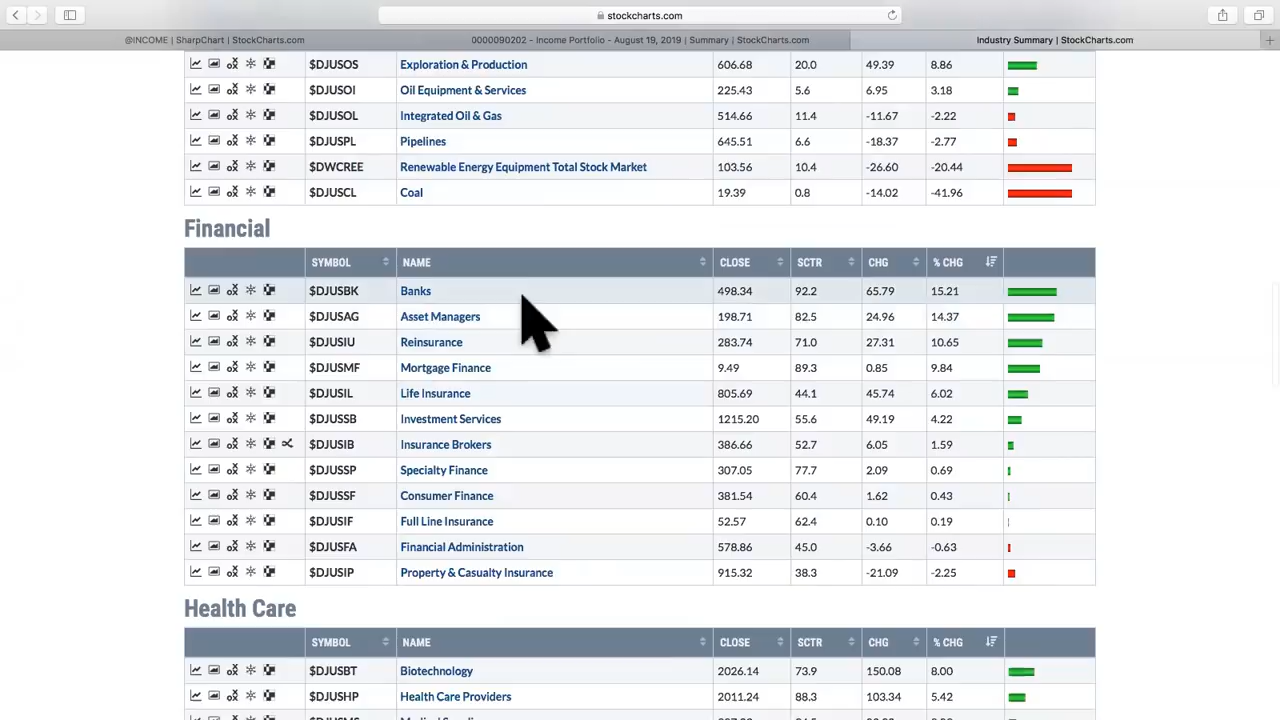 stockcharts.com
@INCOME | SharpChart | StockCharts.com 0000090202 - Income Portfolio - August 19, 2019 | Summary | StockCharts.com Industry Summary | StockCharts.com
$DJUSOS Exploration & Production 606.68 20.0 49.39 8.86
$DJUSOI Oil Equipment & Services 225.43 5.6 6.95 3.18
$DJUSOL Integrated Oil & Gas 514.66 11.4 -11.67 -2.22
$DJUSPL Pipelines 645.51 6.6 -18.37 -2.77
$DWCREE Renewable Energy Equipment Total Stock Market 103.56 10.4 -26.60 -20.44
$DJUSCL Coal 19.39 0.8 -14.02 -41.96
Financial
SYMBOL NAME CLOSE SCTR CHG % CHG
$DJUSBK Banks 498.34 92.2 65.79 15.21
$DJUSAG Asset Managers 198.71 82.5 24.96 14.37
$DJUSIU Reinsurance 283.74 71.0 27.31 10.65
$DJUSMF Mortgage Finance 9.49 89.3 0.85 9.84
$DJUSIL Life Insurance 805.69 44.1 45.74 6.02
$DJUSSB Investment Services 1215.20 55.6 49.19 4.22
$DJUSIB Insurance Brokers 386.66 52.7 6.05 1.59
$DJUSSP Specialty Finance 307.05 77.7 2.09 0.69
$DJUSSF Consumer Finance 381.54 60.4 1.62 0.43
$DJUSIF Full Line Insurance 52.57 62.4 0.10 0.19
$DJUSFA Financial Administration 578.86 45.0 -3.66 -0.63
$DJUSIP Property & Casualty Insurance 915.32 38.3 -21.09 -2.25
Health Care
SYMBOL NAME CLOSE SCTR CHG % CHG
$DJUSBT Biotechnology 2026.14 73.9 150.08 8.00
$DJUSHP Health Care Providers 2011.24 88.3 103.34 5.42